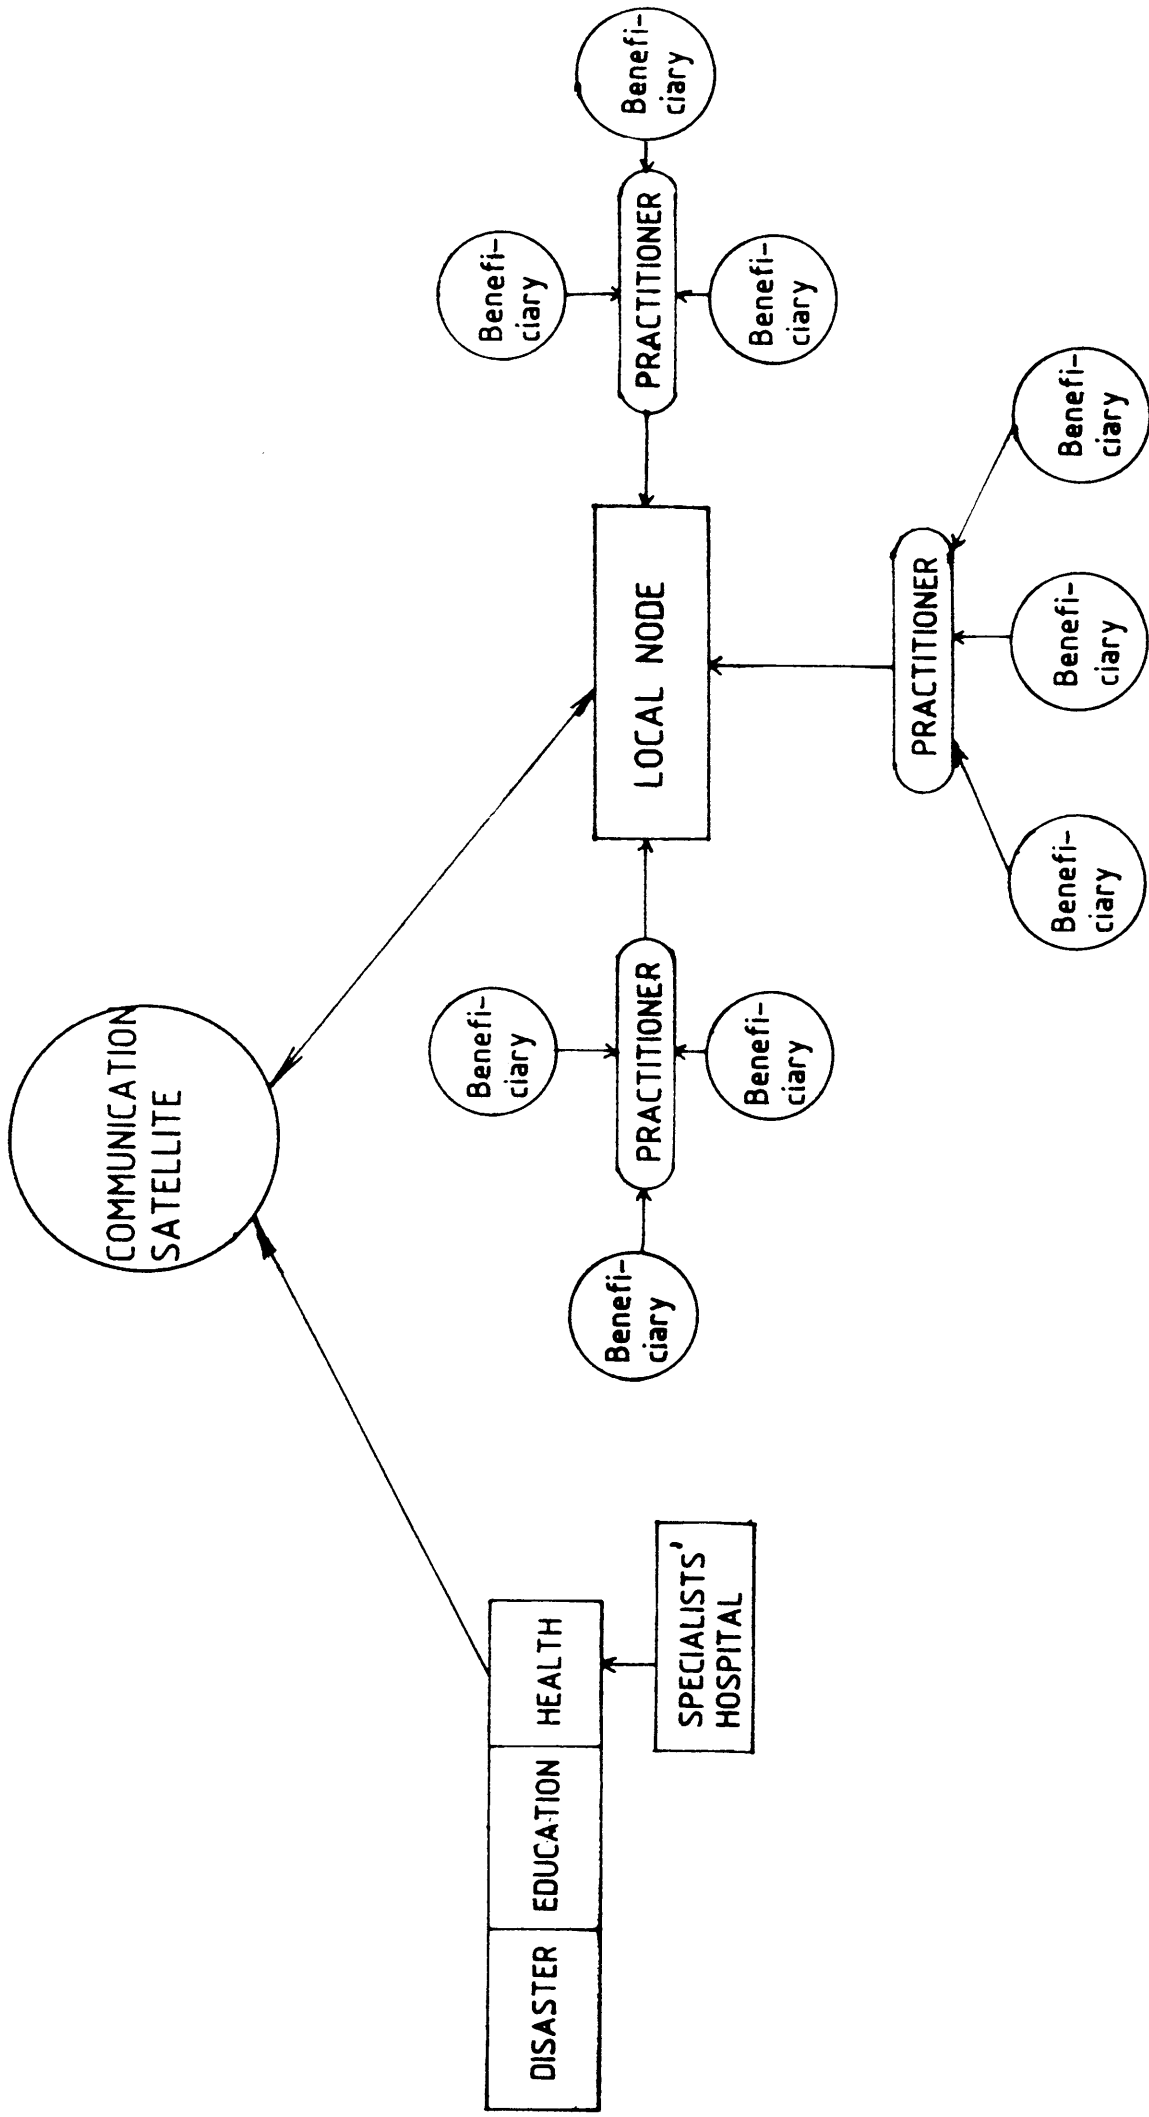 COMMUNICATION
SATELLITE
DISASTER
EDUCATION
HEALTH
SPECIALISTS'
HOSPITAL
LOCAL NODE
Benefi-
ciary
Benefi-
ciary
Benefi-
ciary
PRACTITIONER
Benefi-
ciary
Benefi-
ciary
Benefi-
ciary
PRACTITIONER
PRACTITIONER
Benefi-
ciary
Benefi-
ciary
Benefi-
ciary